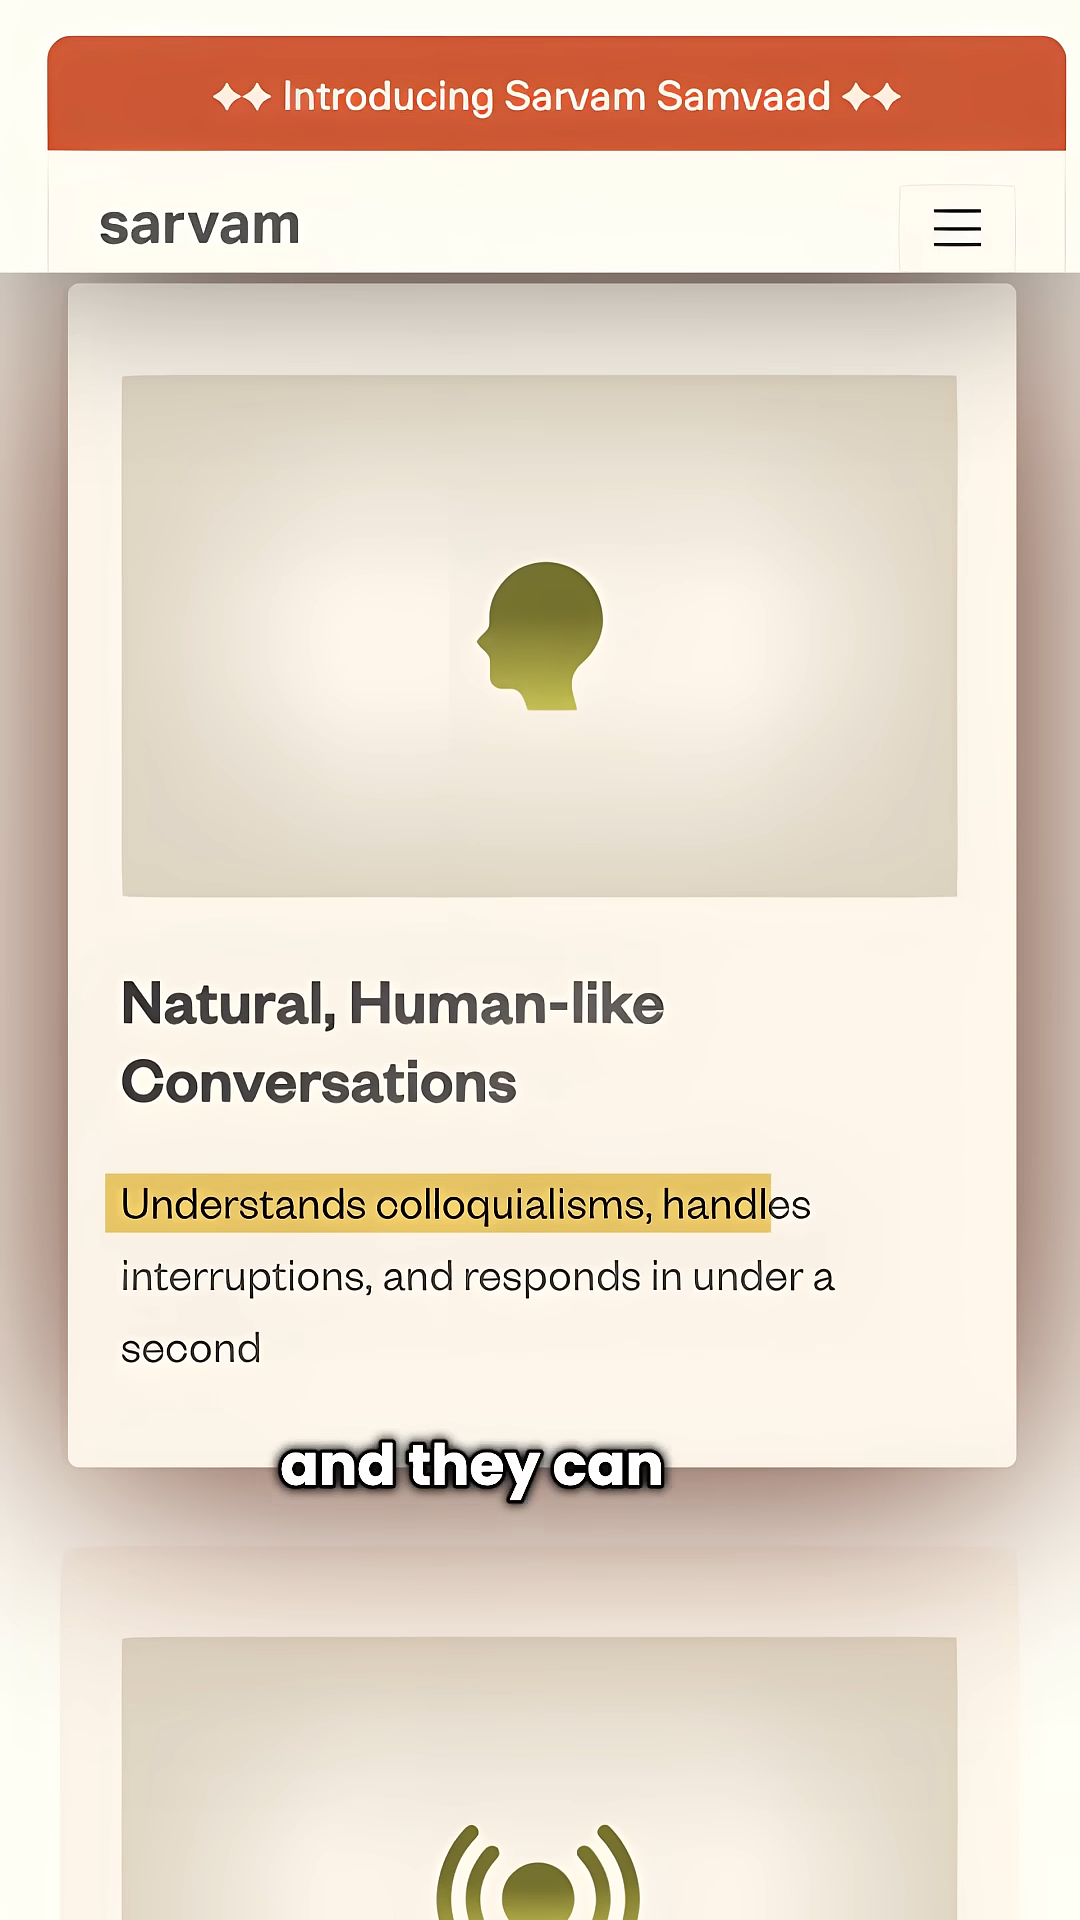 Introducing Sarvam Samvaad
sarvam
Natural, Human-like
Conversations
Understands colloquialisms, handles
interruptions, and responds in under a
second
and they can